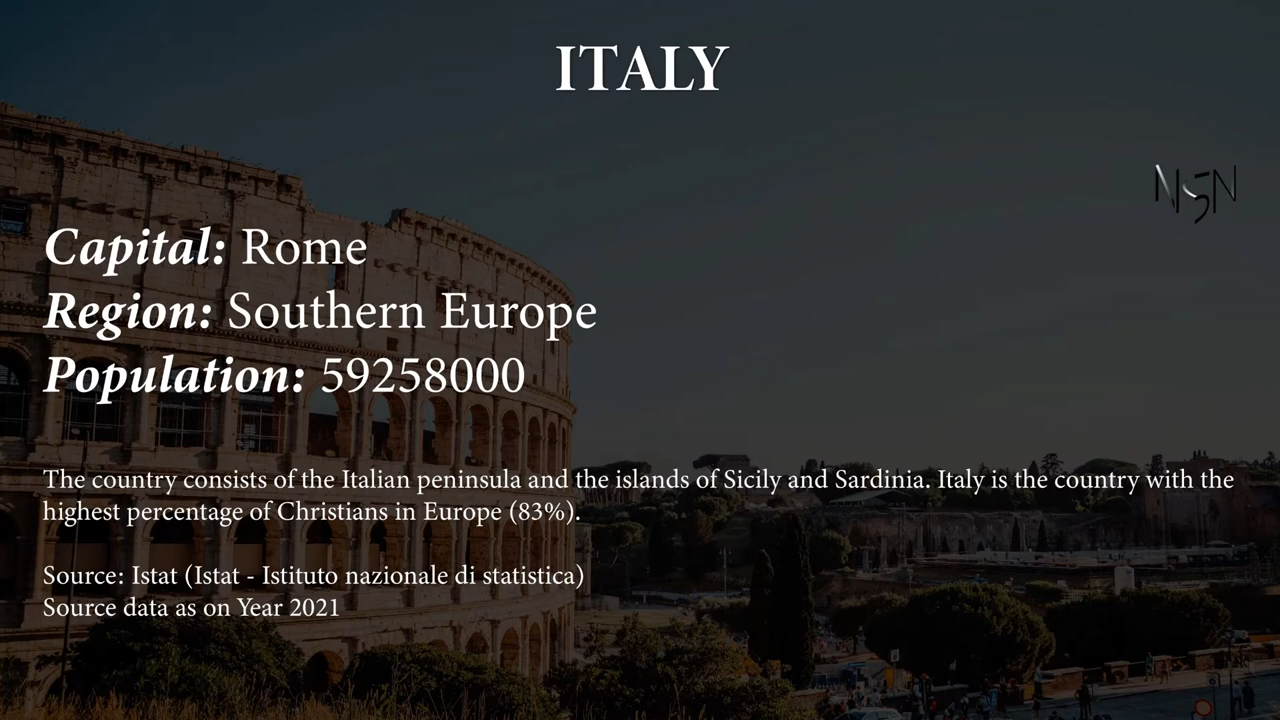 ITALY
NSN
Capital: Rome
Region: Southern Europe
Population: 59258000
The country consists of the Italian peninsula and the islands of Sicily and Sardinia. Italy is the country with the
highest percentage of Christians in Europe (83%).
Source: Istat (Istat - Istituto nazionale di statistica)
Source data as on Year 2021